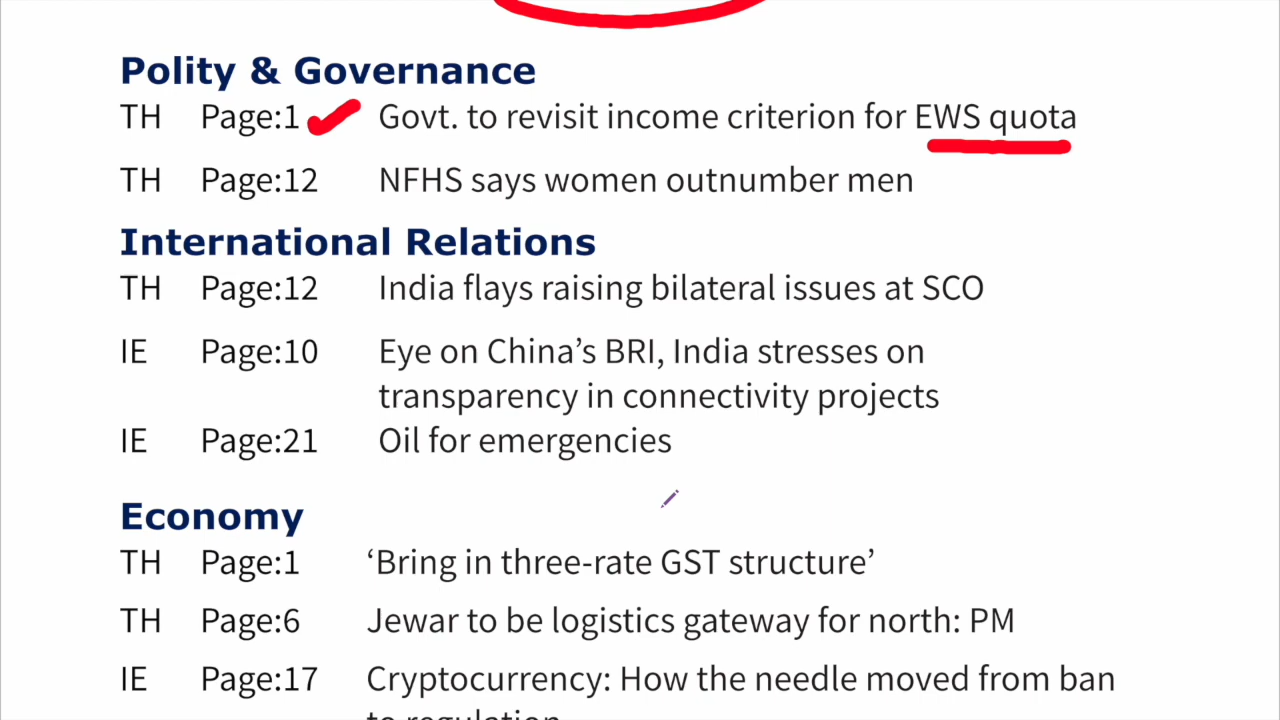 Polity & Governance
TH Page:1 Govt. to revisit income criterion for EWS quota
TH Page:12 NFHS says women outnumber men
International Relations
TH Page:12 India flays raising bilateral issues at SCO
IE Page:10 Eye on China’s BRI, India stresses on
transparency in connectivity projects
IE Page:21 Oil for emergencies
Economy
TH Page:1 ‘Bring in three-rate GST structure’
TH Page:6 Jewar to be logistics gateway for north: PM
IE Page:17 Cryptocurrency: How the needle moved from ban
to regulation